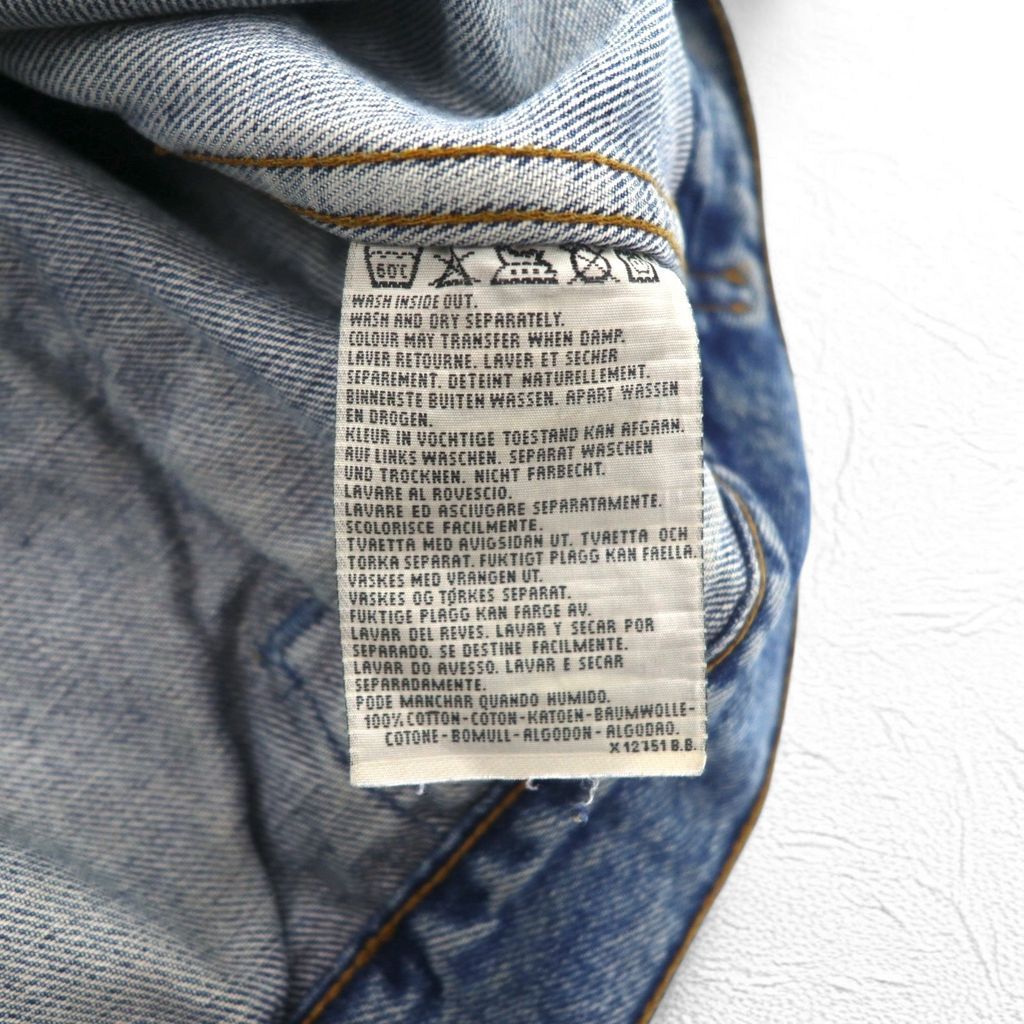 60°C
WASH INSIDE OUT.
WASH AND DRY SEPARATELY.
COLOUR MAY TRANSFER WHEN DAMP.
LAVER RETOURNE. LAVER ET SECHER
SEPAREMENT. DETEINT NATURELLEMENT.
BINNENSTE BUITEN WASSEN. APART WASSEN
EN DROGEN.
KLEUR IN VOCHTIGE TOESTAND KAN AFGAAN.
AUF LINKS WASCHEN. SEPARAT WASCHEN
UND TROCKNEN. NICHT FARBECHT.
LAVARE AL ROVESCIO.
LAVARE ED ASCIUGARE SEPARATAMENTE.
SCOLORISCE FACILMENTE.
TVAETTA MED AVIGSIDAN UT. TVAETTA OCH
TORKA SEPARAT. FUKTIGT PLAGG KAN FAELLA.
VASKES MED VRANGEN UT.
VASKES OG TØRKES SEPARAT.
FUKTIGE PLAGG KAN FARGE AV.
LAVAR DEL REVES. LAVAR Y SECAR POR
SEPARADO. SE DESTINE FACILMENTE.
LAVAR DO AVESSO. LAVAR E SECAR
SEPARADAMENTE.
PODE MANCHAR QUANDO HUMIDO.
100% COTTON-COTON-KATOEN-BAUMWOLLE-
COTONE-BOMULL-ALGODON-ALGODAO.
X 12751 B.B.